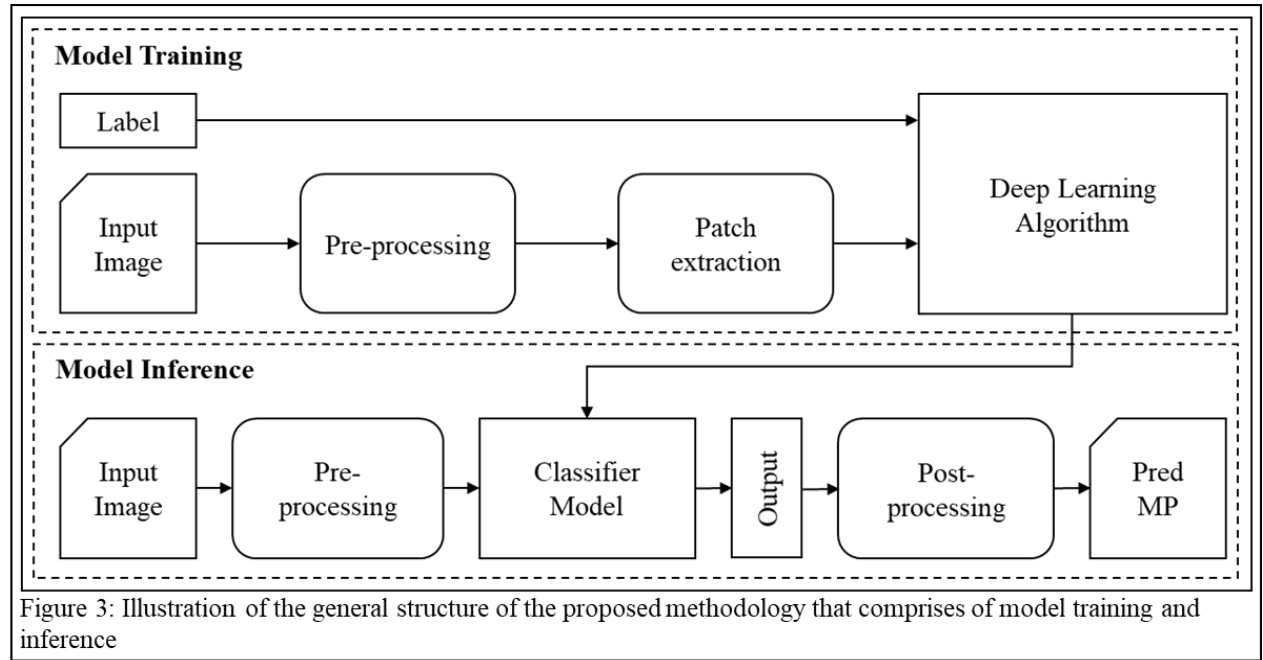 Model Training
Label
Input
Image
Pre-processing
Patch
extraction
Deep Learning
Algorithm
Model Inference
Input
Image
Pre-
processing
Classifier
Model
Output
Post-
processing
Pred
MP
Figure 3: Illustration of the general structure of the proposed methodology that comprises of model training and
inference